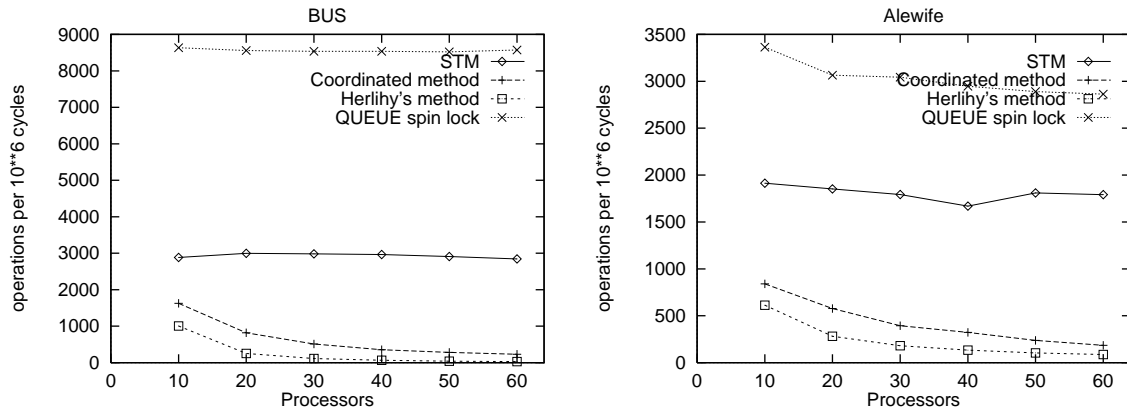 BUS
operations per 10**6 cycles
9000
8000
7000
6000
5000
4000
3000
2000
1000
0
STM
Coordinated method
Herlihy's method
QUEUE spin lock
0 10 20 30 40 50 60
Processors
Alewife
operations per 10**6 cycles
3500
3000
2500
2000
1500
1000
500
0
STM
Coordinated method
Herlihy's method
QUEUE spin lock
0 10 20 30 40 50 60
Processors